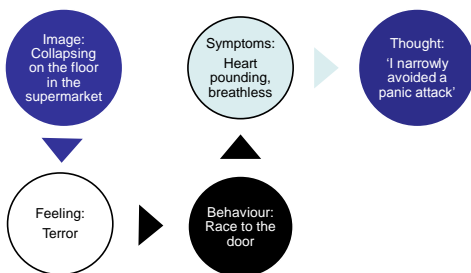 Image:
Collapsing
on the floor
in the
supermarket
Feeling:
Terror
Behaviour:
Race to the
door
Symptoms:
Heart
pounding,
breathless
Thought:
‘I narrowly
avoided a
panic attack’